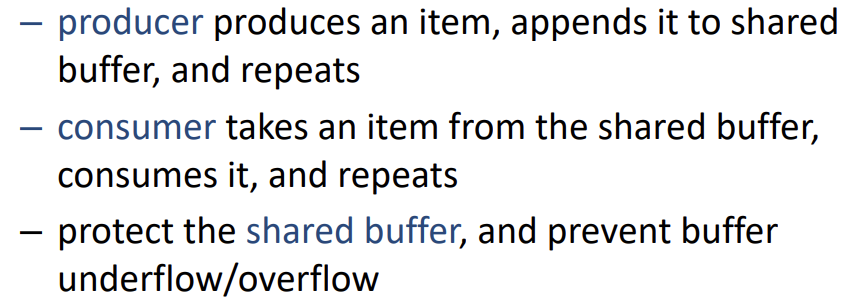 – producer produces an item, appends it to shared
buffer, and repeats
– consumer takes an item from the shared buffer,
consumes it, and repeats
– protect the shared buffer, and prevent buffer
underflow/overflow